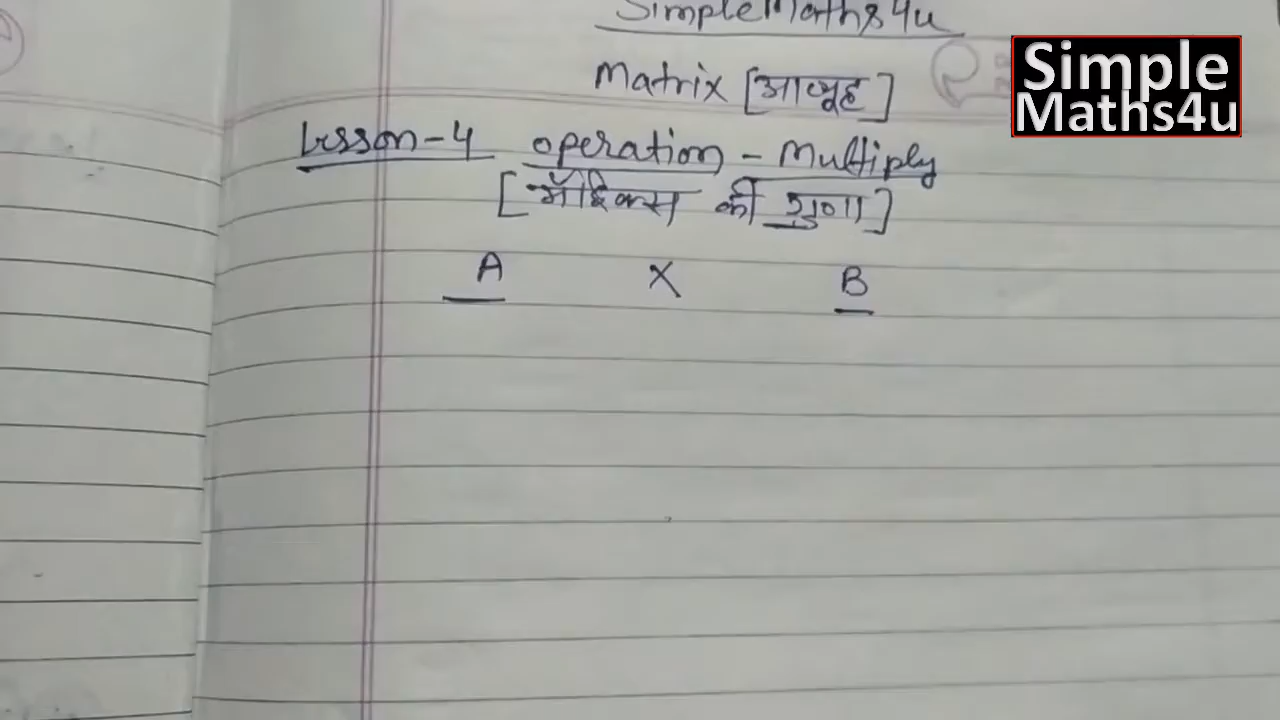 SimpleMaths4u
Simple
Maths4u
Matrix [आव्यूह]
Lesson-4 operation - Multiply
[मैट्रिक्स की गुणा]
A X B